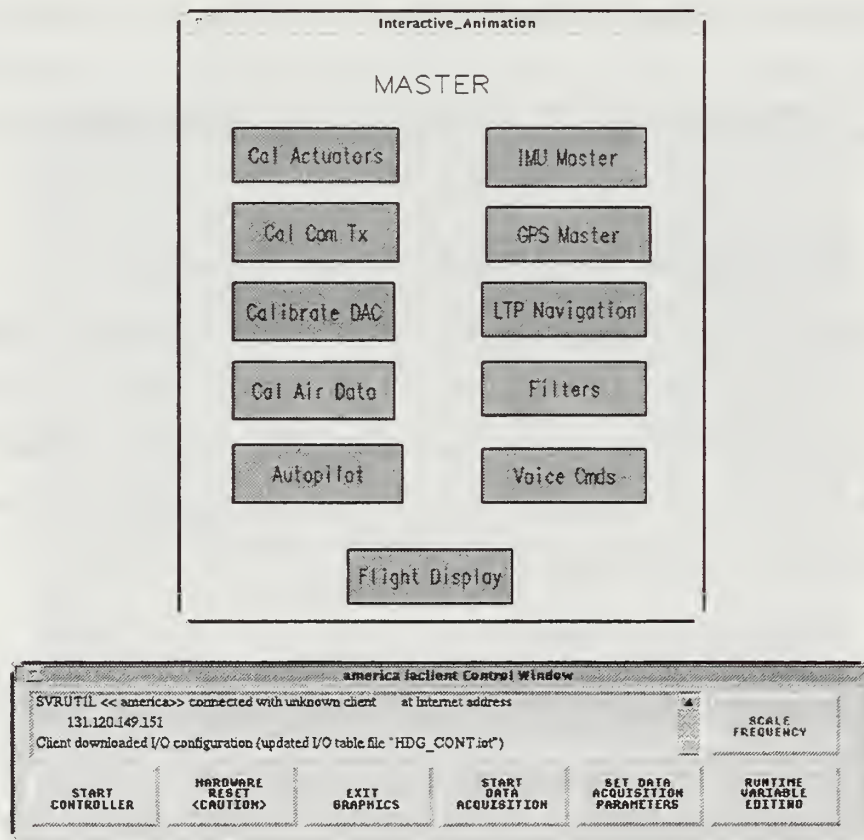 Interactive_Animation
MASTER
Cal Actuators
IMU Master
Cal Com Tx
GPS Master
Calibrate DAC
LTP Navigation
Cal Air Data
Filters
Autopilot
Voice Cmds
Flight Display
america iaclient Control Window
SVRUTIL << america>> connected with unknown client at Internet address
131.120.149.151
Client downloaded I/O configuration (updated I/O table file "HDG_CONT.iot")
SCALE
FREQUENCY
START
CONTROLLER
HARDWARE
RESET
<CAUTION>
EXIT
GRAPHICS
START
DATA
ACQUISITION
SET DATA
ACQUISITION
PARAMETERS
RUNTIME
VARIABLE
EDITING